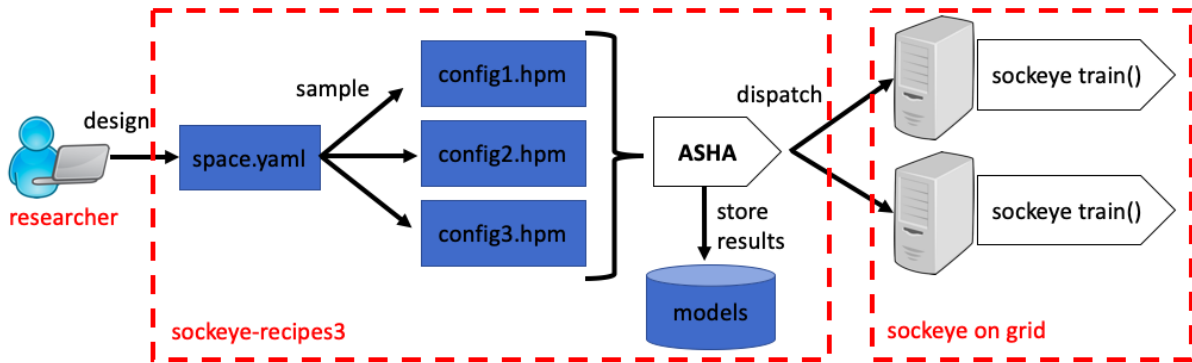 researcher
design
space.yaml
sample
config1.hpm
config2.hpm
config3.hpm
ASHA
store
results
models
sockeye-recipes3
dispatch
sockeye train()
sockeye train()
sockeye on grid